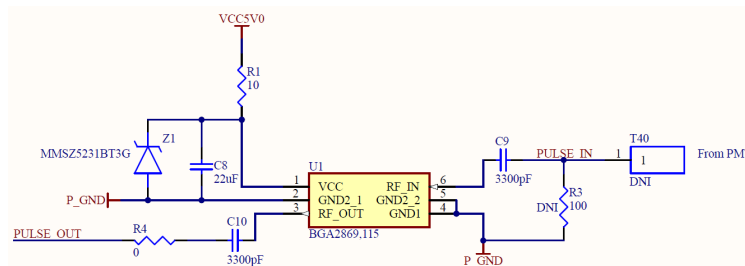 VCC5V0
R1
10
Z1
MMSZ5231BT3G
C8
22uF
U1
C9
3300pF
PULSE_IN
T40
1
1
From PM
DNI
P_GND
1
2
3
VCC
GND2_1
RF_OUT
RF_IN
GND2_2
GND1
6
5
4
BGA2869,115
R3
100
DNI
C10
3300pF
PULSE_OUT
R4
0
P_GND